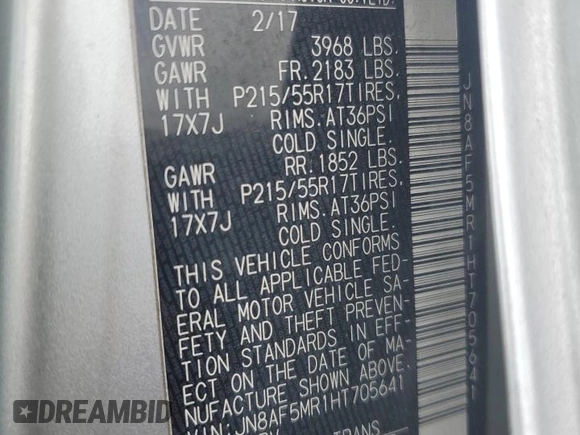 DATE 2/17
GVWR 3968 LBS.
GAWR FR. 2183 LBS.
WITH P215/55R17TIRES.
17X7J RIMS.AT36PSI
COLD SINGLE.
GAWR RR. 1852 LBS.
WITH P215/55R17TIRES.
17X7J RIMS.AT36PSI
COLD SINGLE.
THIS VEHICLE CONFORMS
TO ALL APPLICABLE FED-
ERAL MOTOR VEHICLE SA-
FETY AND THEFT PREVEN-
TION STANDARDS IN EFF-
ECT ON THE DATE OF MA-
NUFACTURE SHOWN ABOVE.
VIN:JN8AF5MR1HT705641
TRANS
JN8AF5MR1HT705641
EPICVIN